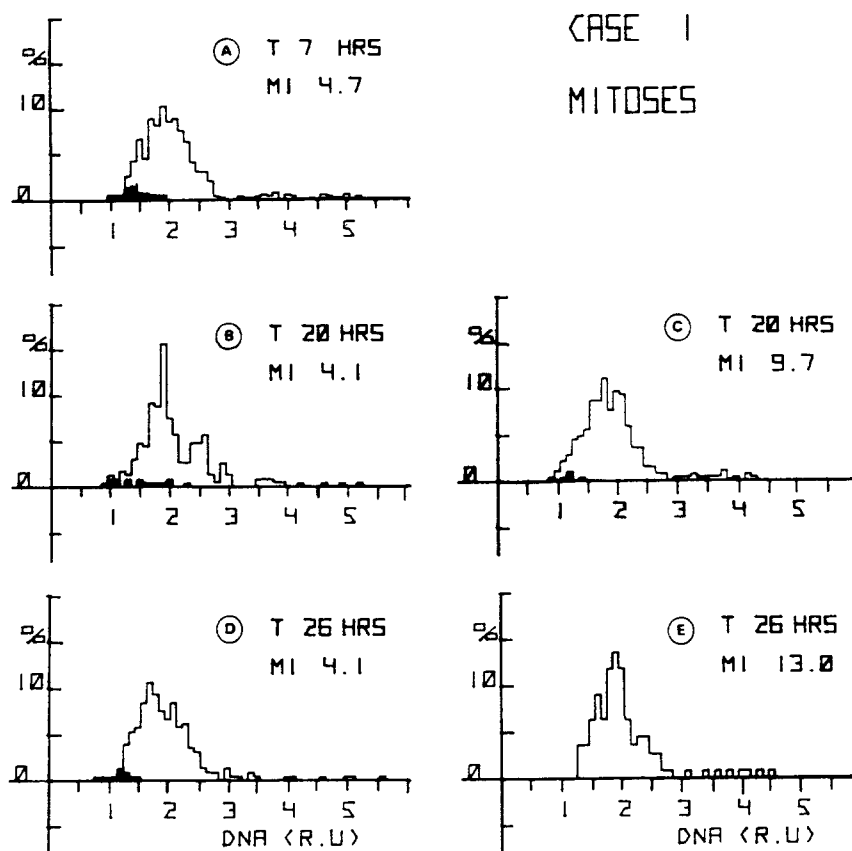 CASE 1
MITOSES
A T 7 HRS
MI 4.7
%
10
0
1 2 3 4 5
B T 20 HRS
MI 4.1
%
10
0
1 2 3 4 5
C T 20 HRS
MI 9.7
%
10
0
1 2 3 4 5
D T 26 HRS
MI 4.1
%
10
0
1 2 3 4 5
DNA (R.U)
E T 26 HRS
MI 13.0
%
10
0
1 2 3 4 5
DNA (R.U)